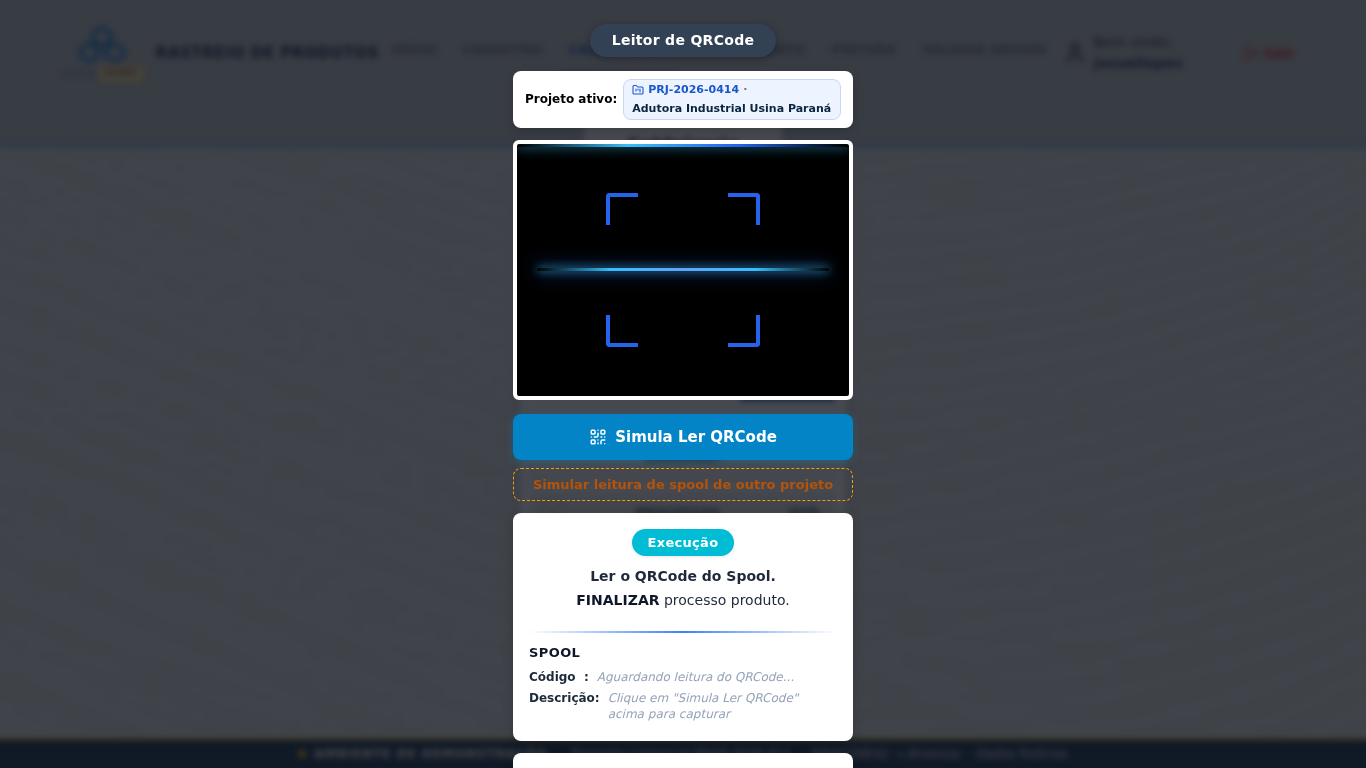 Leitor de QRCode
RASTREIO DE PRODUTOS
Projeto ativo:
PRJ-2026-0414 ·
Adutora Industrial Usina Paraná
Simula Ler QRCode
Simular leitura de spool de outro projeto
Execução
Ler o QRCode do Spool.
FINALIZAR processo produto.
SPOOL
Código : Aguardando leitura do QRCode...
Descrição: Clique em "Simula Ler QRCode"
acima para capturar